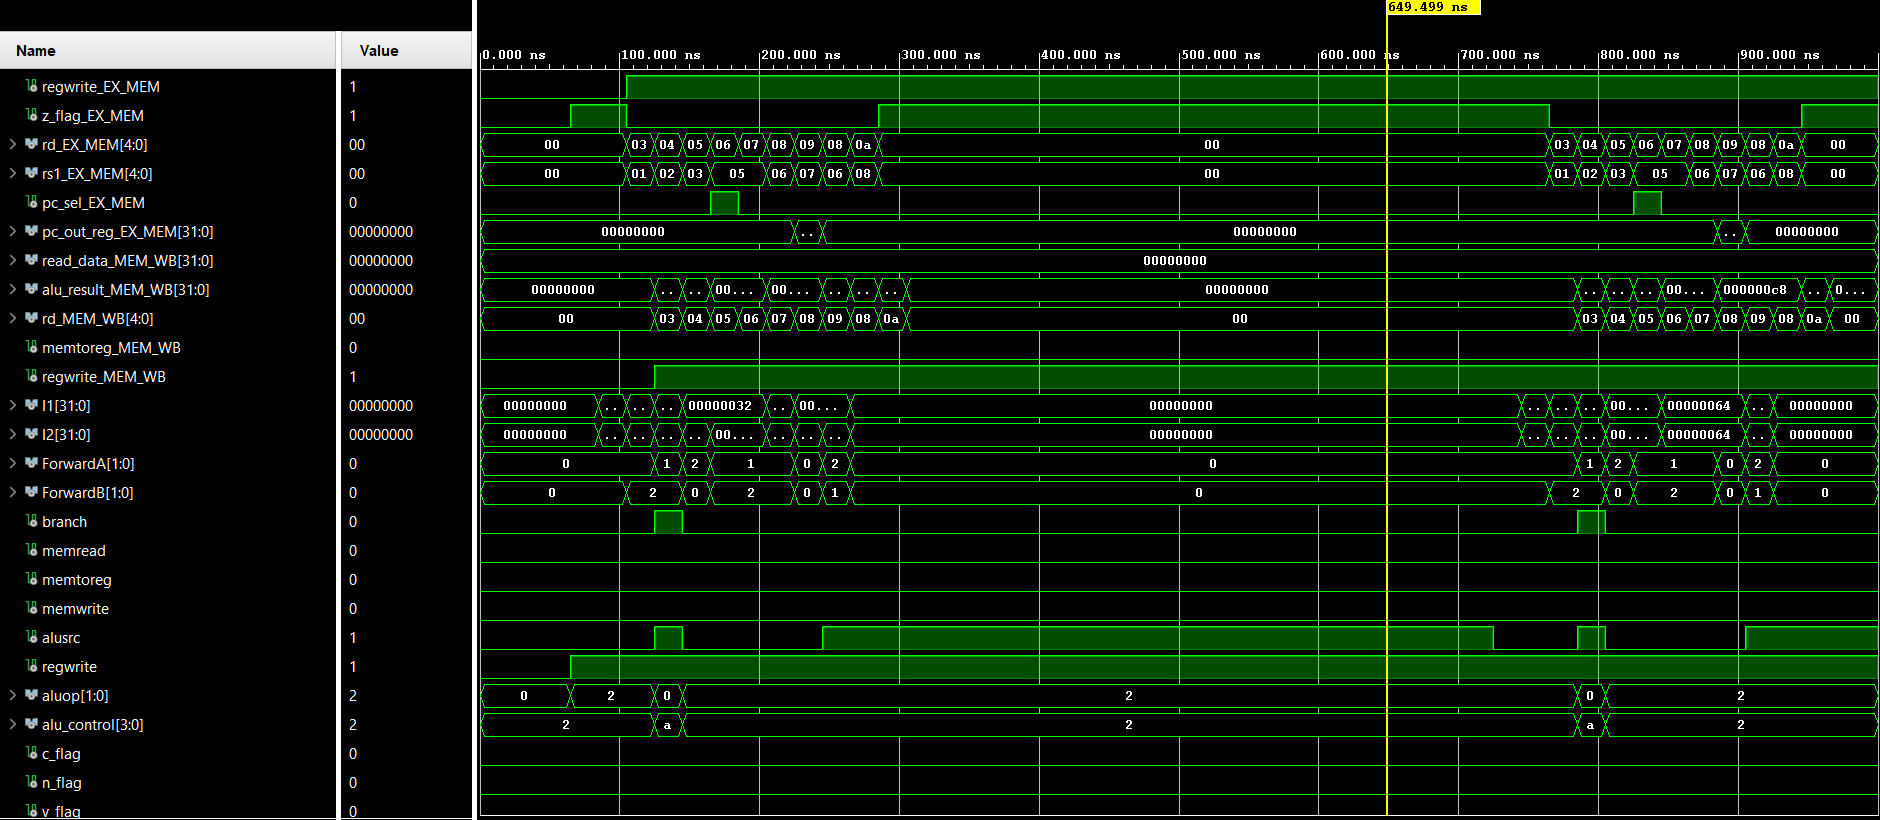 649.499 ns
Name Value
0.000 ns 100.000 ns 200.000 ns 300.000 ns 400.000 ns 500.000 ns 600.000 ns 700.000 ns 800.000 ns 900.000 ns
regwrite_EX_MEM 1
z_flag_EX_MEM 1
rd_EX_MEM[4:0] 00 00 03 04 05 06 07 08 09 08 0a 00 03 04 05 06 07 08 09 08 0a 00
rs1_EX_MEM[4:0] 00 00 01 02 03 05 06 07 06 08 00 01 02 03 05 06 07 06 08 00
pc_sel_EX_MEM 0
pc_out_reg_EX_MEM[31:0] 00000000 00000000 .. 00000000 .. 00000000
read_data_MEM_WB[31:0] 00000000 00000000
alu_result_MEM_WB[31:0] 00000000 00000000 .. .. 00... 00... .. .. .. 00000000 .. .. .. 00... 000000c8 .. 0...
rd_MEM_WB[4:0] 00 00 03 04 05 06 07 08 09 08 0a 00 03 04 05 06 07 08 09 08 0a 00
memtoreg_MEM_WB 0
regwrite_MEM_WB 1
I1[31:0] 00000000 00000000 .. .. .. 00000032 .. 00... 00000000 .. .. .. 00... 00000064 .. 00000000
I2[31:0] 00000000 00000000 .. .. .. .. 00... .. .. .. 00000000 .. .. .. 00... 00000064 .. 00000000
ForwardA[1:0] 0 0 1 2 1 0 2 0 1 2 1 0 2 0
ForwardB[1:0] 0 0 2 0 2 0 1 0 2 0 2 0 1 0
branch 0
memread 0
memtoreg 0
memwrite 0
alusrc 1
regwrite 1
aluop[1:0] 2 0 2 0 2 0 2
alu_control[3:0] 2 2 a 2 a 2
c_flag 0
n_flag 0
v_flag 0